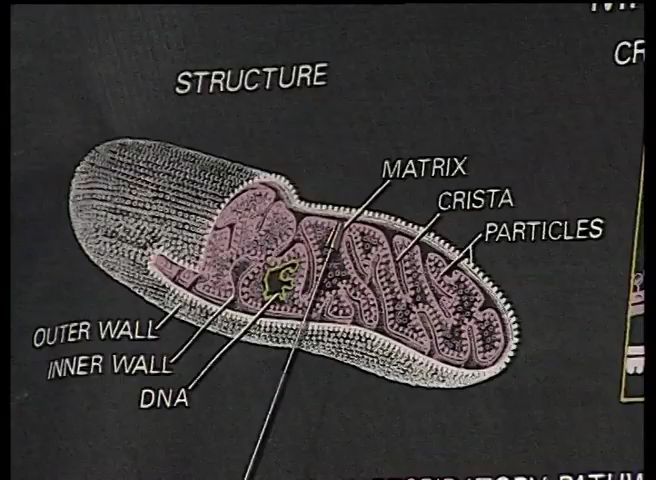 STRUCTURE
MATRIX
CRISTA
PARTICLES
OUTER WALL
INNER WALL
DNA